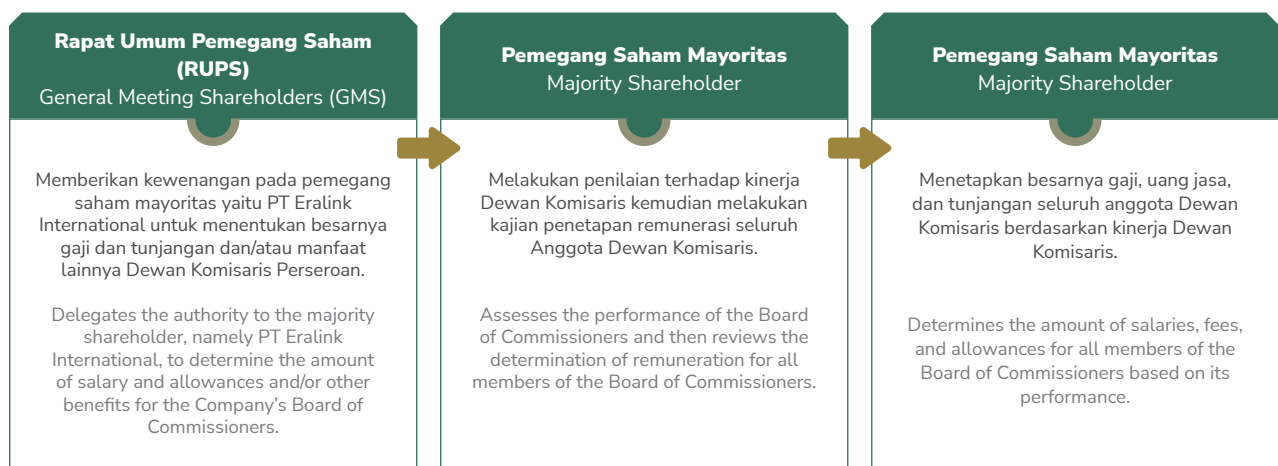 Rapat Umum Pemegang Saham
(RUPS)
General Meeting Shareholders (GMS)
Memberikan kewenangan pada pemegang
saham mayoritas yaitu PT Eralink
International untuk menentukan besarnya
gaji dan tunjangan dan/atau manfaat
lainnya Dewan Komisaris Perseroan.
Delegates the authority to the majority
shareholder, namely PT Eralink
International, to determine the amount
of salary and allowances and/or other
benefits for the Company's Board of
Commissioners.
Pemegang Saham Mayoritas
Majority Shareholder
Melakukan penilaian terhadap kinerja
Dewan Komisaris kemudian melakukan
kajian penetapan remunerasi seluruh
Anggota Dewan Komisaris.
Assesses the performance of the Board
of Commissioners and then reviews the
determination of remuneration for all
members of the Board of Commissioners.
Pemegang Saham Mayoritas
Majority Shareholder
Menetapkan besarnya gaji, uang jasa,
dan tunjangan seluruh anggota Dewan
Komisaris berdasarkan kinerja Dewan
Komisaris.
Determines the amount of salaries, fees,
and allowances for all members of the
Board of Commissioners based on its
performance.